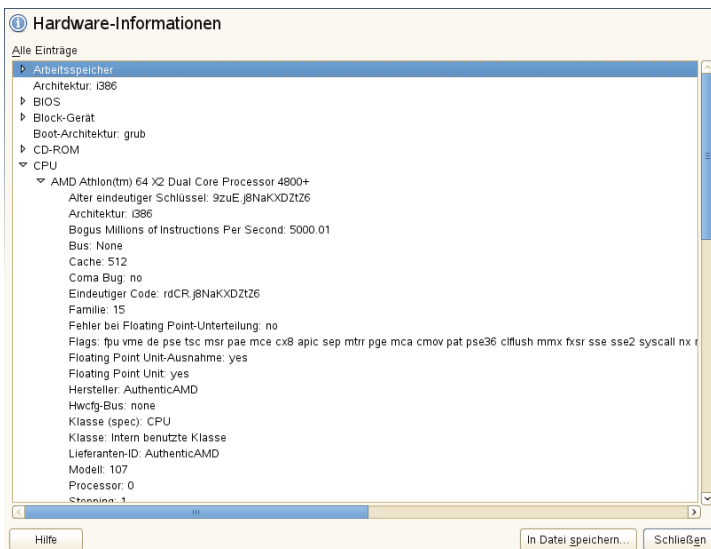 Hardware-Informationen
Alle Einträge
Arbeitsspeicher
Architektur: i386
BIOS
Block-Gerät
Boot-Architektur: grub
CD-ROM
CPU
AMD Athlon(tm) 64 X2 Dual Core Processor 4800+
Alter eindeutiger Schlüssel: 9zuE.j8NaKXDZtZ6
Architektur: i386
Bogus Millions of Instructions Per Second: 5000.01
Bus: None
Cache: 512
Coma Bug: no
Eindeutiger Code: rdCR.j8NaKXDZtZ6
Familie: 15
Fehler bei Floating Point-Unterteilung: no
Flags: fpu vme de pse tsc msr pae mce cx8 apic sep mtrr pge mca cmov pat pse36 clflush mmx fxsr sse sse2 syscall nx
Floating Point Unit-Ausnahme: yes
Floating Point Unit: yes
Hersteller: AuthenticAMD
Hwcfg-Bus: none
Klasse (spec): CPU
Klasse: Intern benutzte Klasse
Lieferanten-ID: AuthenticAMD
Modell: 107
Processor: 0
Stepping: 1
Hilfe
In Datei speichern...
Schließen